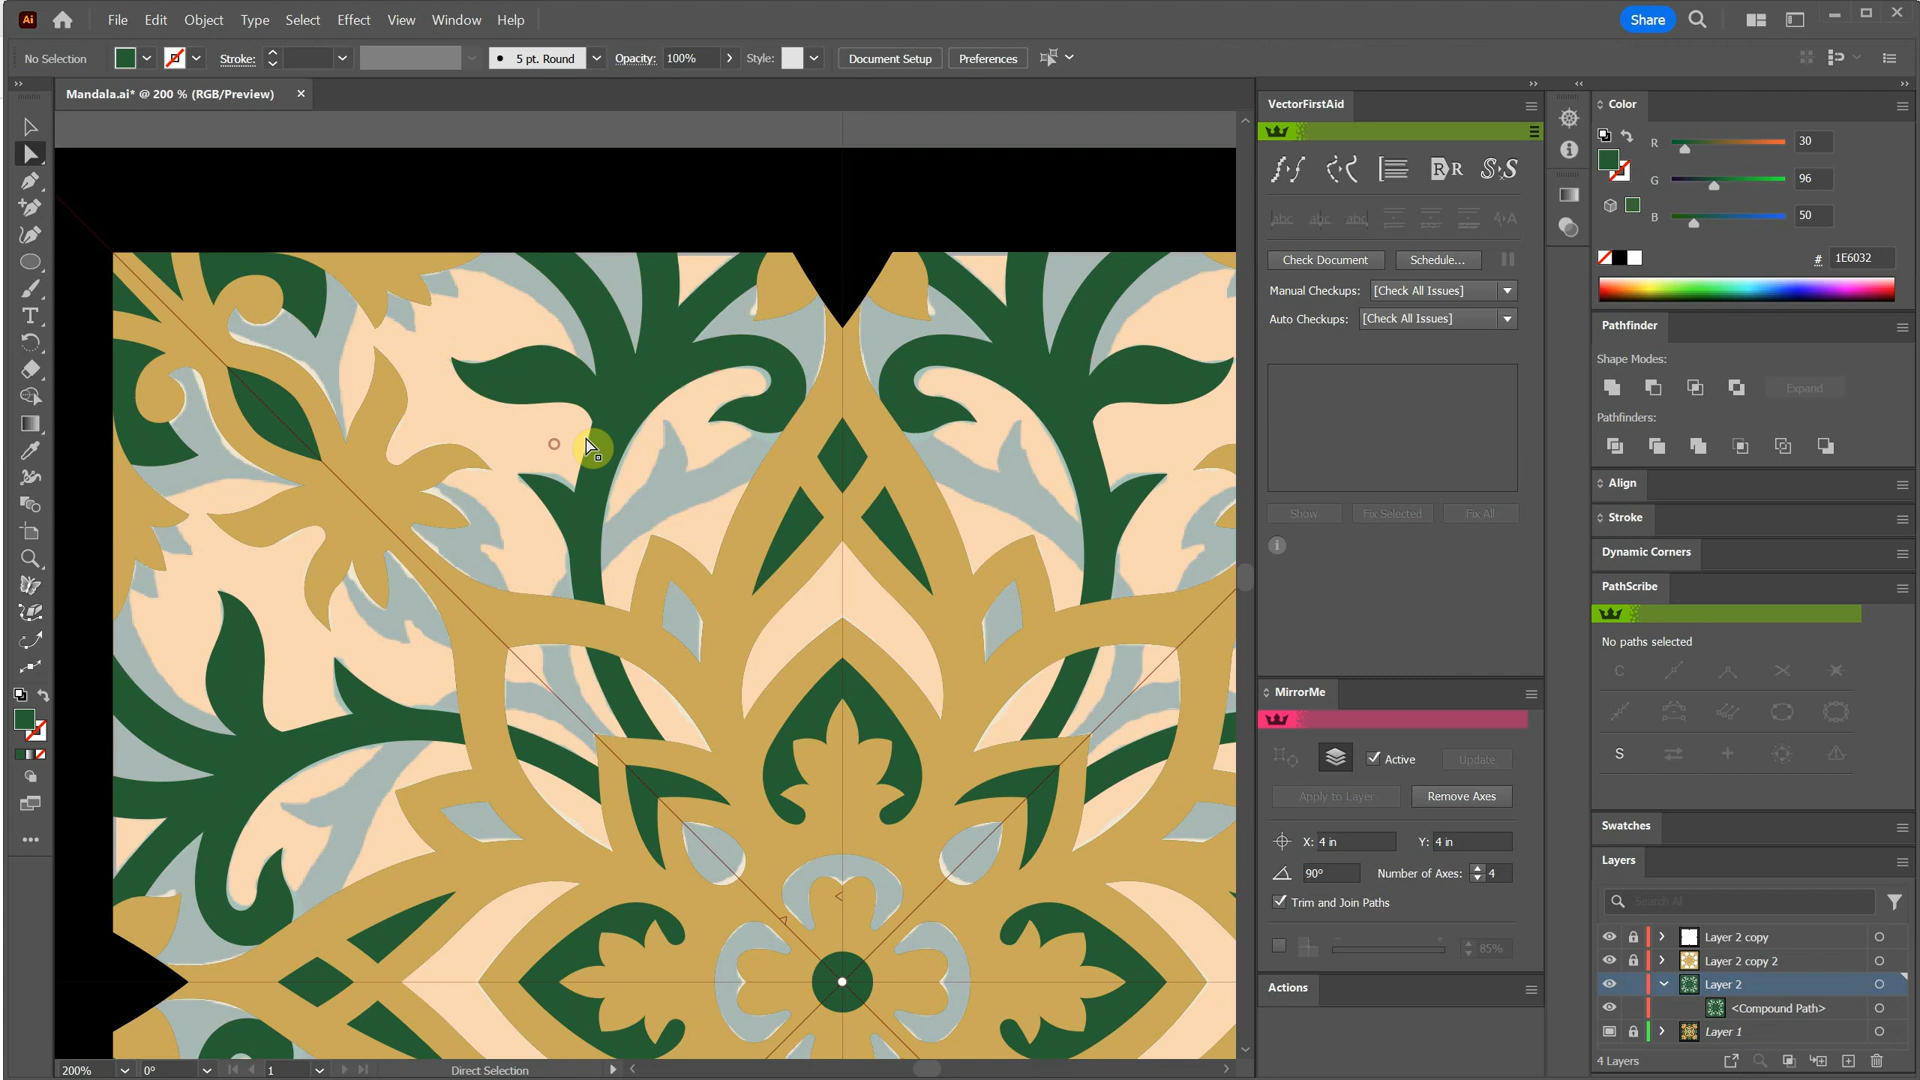 Ai File Edit Object Type Select Effect View Window Help Share
No Selection Stroke: 5 pt. Round Opacity: 100% Style: Document Setup Preferences
Mandala.ai* @ 200 % (RGB/Preview)
VectorFirstAid
Check Document Schedule...
Manual Checkups: [Check All Issues]
Auto Checkups: [Check All Issues]
Show Fix Selected Fix All
MirrorMe
Active Update
Apply to Layer Remove Axes
X: 4 in Y: 4 in
90° Number of Axes: 4
Trim and Join Paths
85%
Actions
Color
R 30
G 96
B 50
# 1E6032
Pathfinder
Shape Modes:
Expand
Pathfinders:
Align
Stroke
Dynamic Corners
PathScribe
No paths selected
Swatches
Layers
Search All
Layer 2 copy
Layer 2 copy 2
Layer 2
<Compound Path>
Layer 1
4 Layers
200% 0° 1 Direct Selection